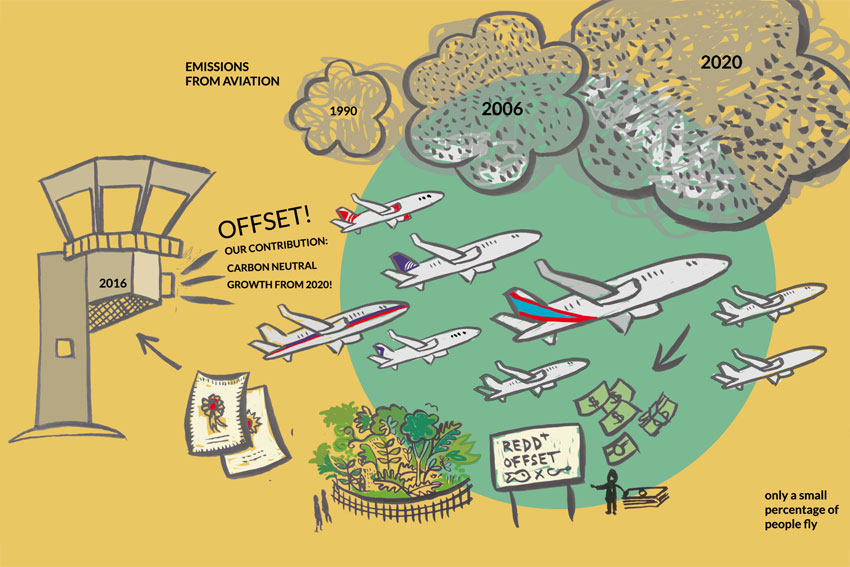 EMISSIONS
FROM AVIATION
1990
2006
2020
OFFSET!
OUR CONTRIBUTION:
CARBON NEUTRAL
GROWTH FROM 2020!
2016
REDD+
OFFSET
$ $
$
$
only a small
percentage of
people fly